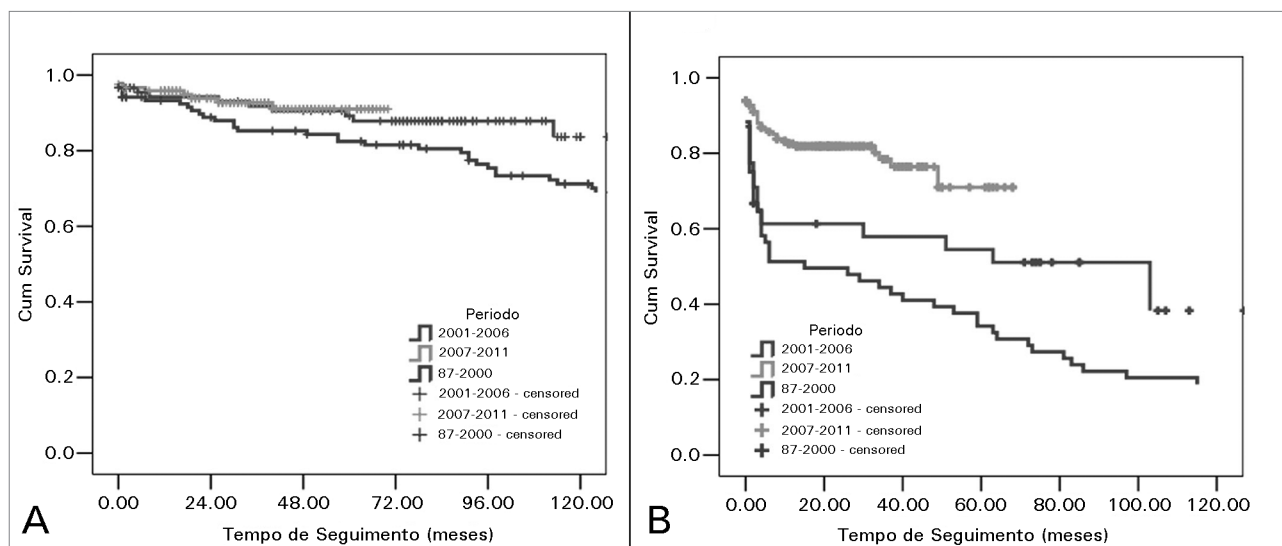 1.0
0.8
0.6
0.4
0.2
0.0
Cum Survival
Periodo
2001-2006
2007-2011
87-2000
2001-2006 - censored
2007-2011 - censored
87-2000 - censored
0.00 24.00 48.00 72.00 96.00 120.00
Tempo de Seguimento (meses)
A
1.0
0.8
0.6
0.4
0.2
0.0
Cum Survival
Periodo
2001-2006
2007-2011
87-2000
2001-2006 - censored
2007-2011 - censored
87-2000 - censored
0.00 20.00 40.00 60.00 80.00 100.00 120.00
Tempo de Seguimento (meses)
B